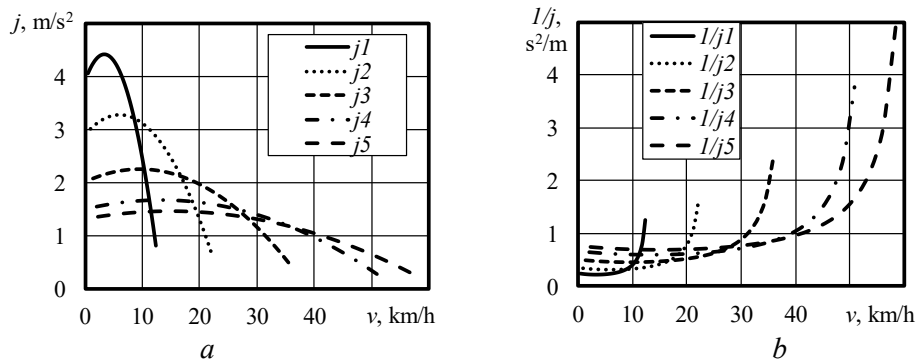 j, m/s²
4
3
2
1
0
0 10 20 30 40 v, km/h
j1
j2
j3
j4
j5
a
1/j,
s²/m
4
3
2
1
0
0 10 20 30 40 v, km/h
1/j1
1/j2
1/j3
1/j4
1/j5
b